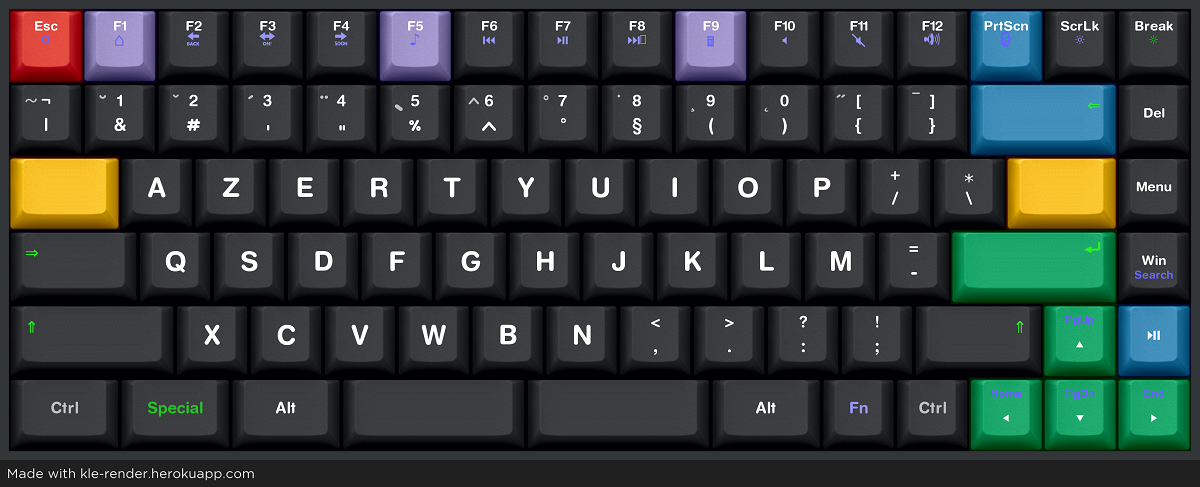 Esc F1 F2 F3 F4 F5 F6 F7 F8 F9 F10 F11 F12 PrtScn ScrLk Break
BACK ON! SOON
~ ¬ ˘ 1 ˇ 2 ´ 3 ¨ 4 5 ^ 6 ° 7 ˙ 8 ¸ 9 ˛ 0 ˝ [ ¯ ]
| & # ' " % ^ ° § ( ) { } ⇐ Del
A Z E R T Y U I O P + * Menu
/ \
⇒ Q S D F G H J K L M = Win
- Search
⇑ X C V W B N < > ? ! ⇑ PgUp
, . : ;
Ctrl Special Alt Alt Fn Ctrl Home PgDn End
Made with kle-render.herokuapp.com